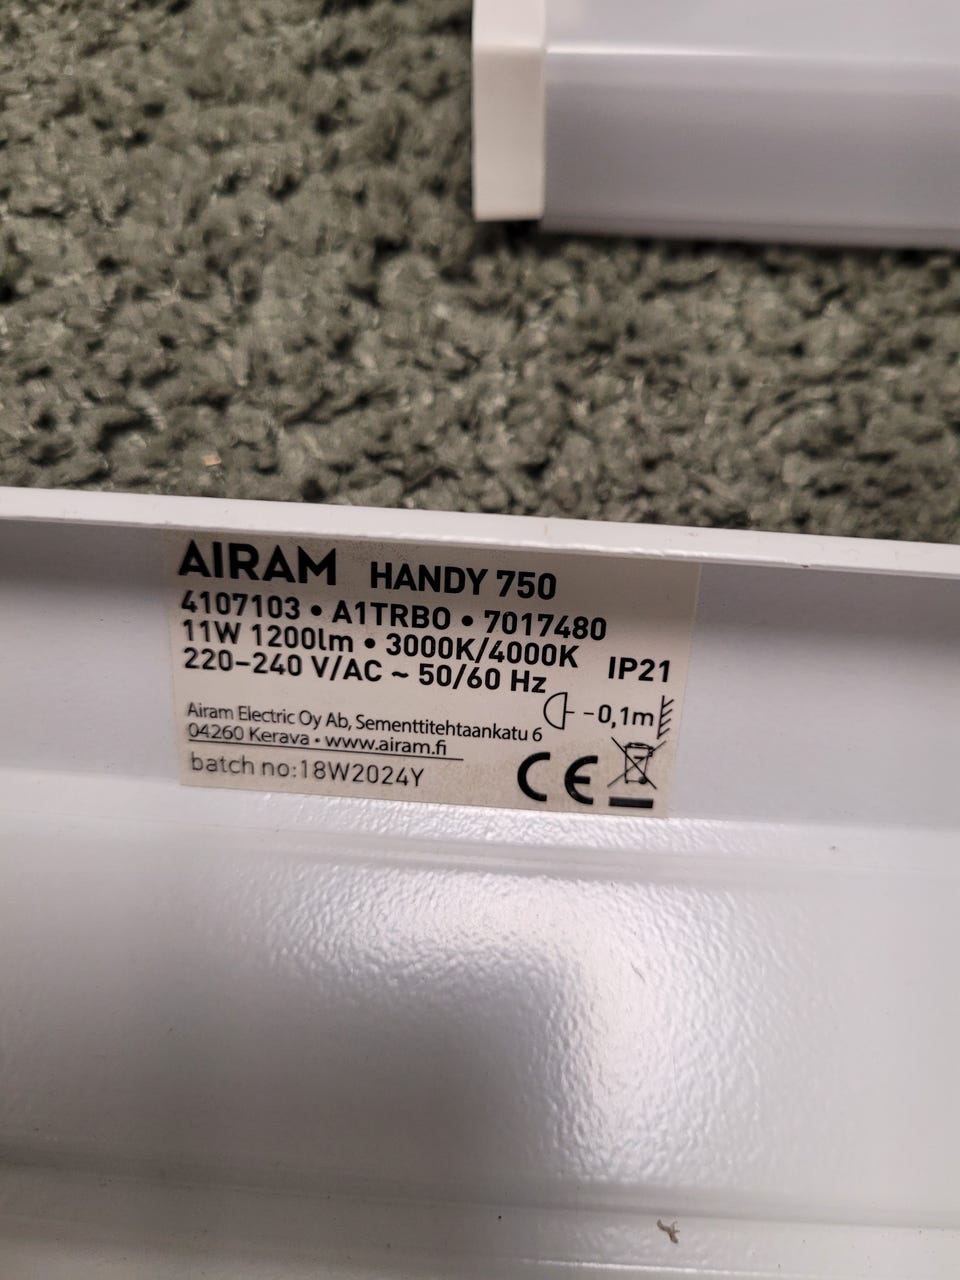 AIRAM HANDY 750
4107103 • A1TRBO • 7017480
11W 1200lm • 3000K/4000K IP21
220-240 V/AC ~ 50/60 Hz
-0,1m
Airam Electric Oy Ab, Sementtitehtaankatu 6
04260 Kerava • www.airam.fi
batch no:18W2024Y
CE